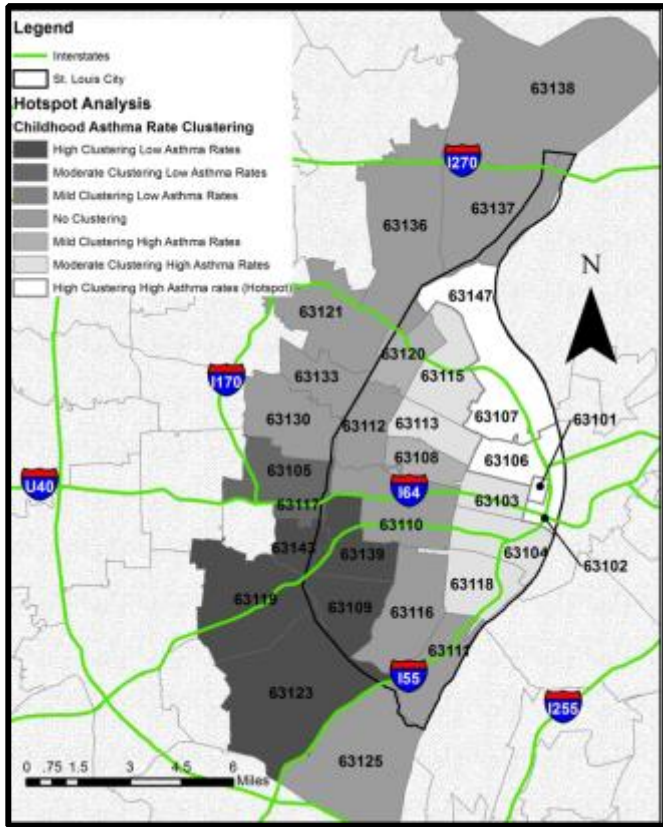 Legend
Interstates
St. Louis City
Hotspot Analysis
Childhood Asthma Rate Clustering
High Clustering Low Asthma Rates
Moderate Clustering Low Asthma Rates
Mild Clustering Low Asthma Rates
No Clustering
Mild Clustering High Asthma Rates
Moderate Clustering High Asthma Rates
High Clustering High Asthma rates (Hotspot)
63138
I270
63137
63136
N
63147
63121
63120
63115
63133
I170
63130
63112
63113
63107
63101
63106
63108
63105
U40
I64
63103
63117
63110
63143
63139
63104
63102
63118
63119
63109
63116
63111
I55
63123
I255
63125
0 .75 1.5 3 4.5 6
Miles